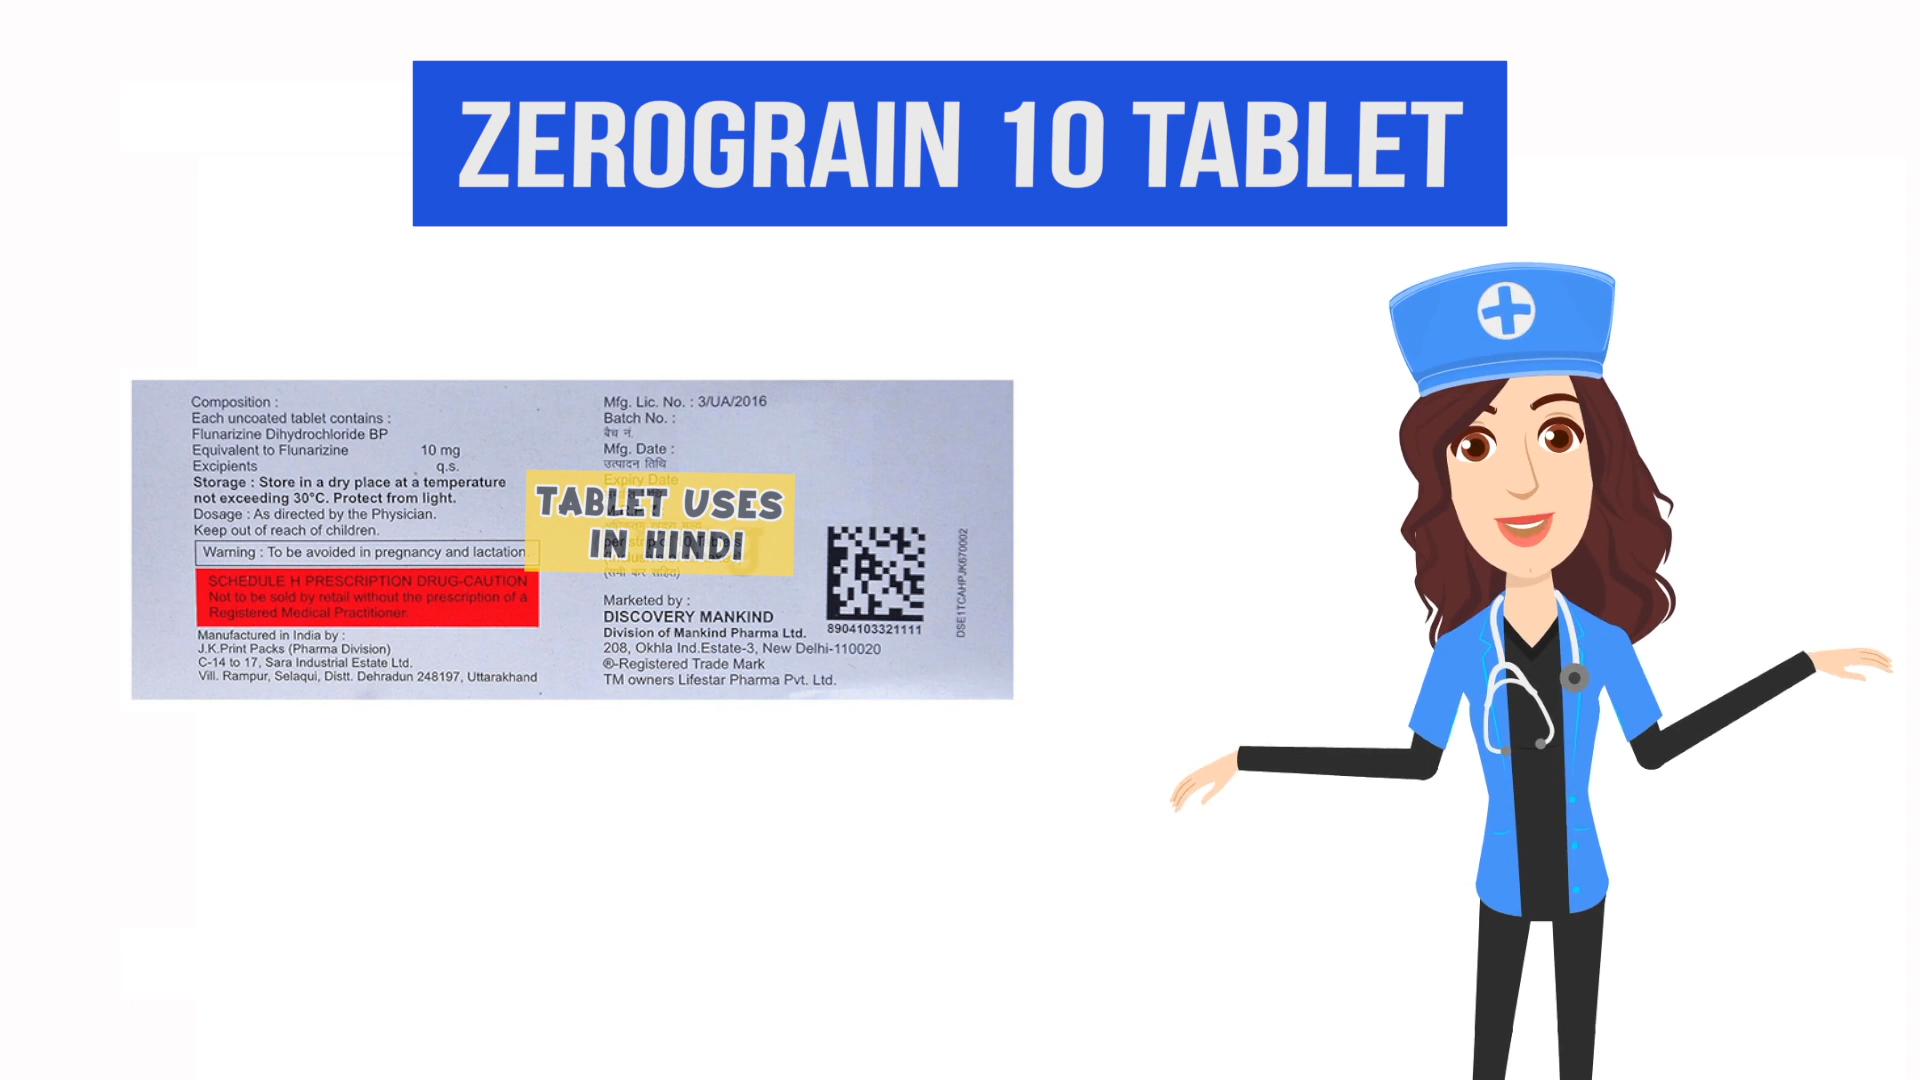 ZEROGRAIN 10 TABLET
Composition :
Each uncoated tablet contains :
Flunarizine Dihydrochloride BP
Equivalent to Flunarizine 10 mg
Excipients q.s.
Storage : Store in a dry place at a temperature
not exceeding 30°C. Protect from light.
Dosage : As directed by the Physician.
Keep out of reach of children.
Warning : To be avoided in pregnancy and lactation.
SCHEDULE H PRESCRIPTION DRUG-CAUTION
Not to be sold by retail without the prescription of a
Registered Medical Practitioner.
Manufactured in India by :
J.K.Print Packs (Pharma Division)
C-14 to 17, Sara Industrial Estate Ltd.
Vill. Rampur, Selaqui, Distt. Dehradun 248197, Uttarakhand
Mfg. Lic. No. : 3/UA/2016
Batch No. :
बैच नं.
Mfg. Date :
उत्पादन तिथि
Expiry Date
TABLET USES
IN HINDI
(सभी कर सहित)
Marketed by :
DISCOVERY MANKIND
Division of Mankind Pharma Ltd.
208, Okhla Ind.Estate-3, New Delhi-110020
®-Registered Trade Mark
TM owners Lifestar Pharma Pvt. Ltd.
8904103321111
DSE1TCAHPJK670002